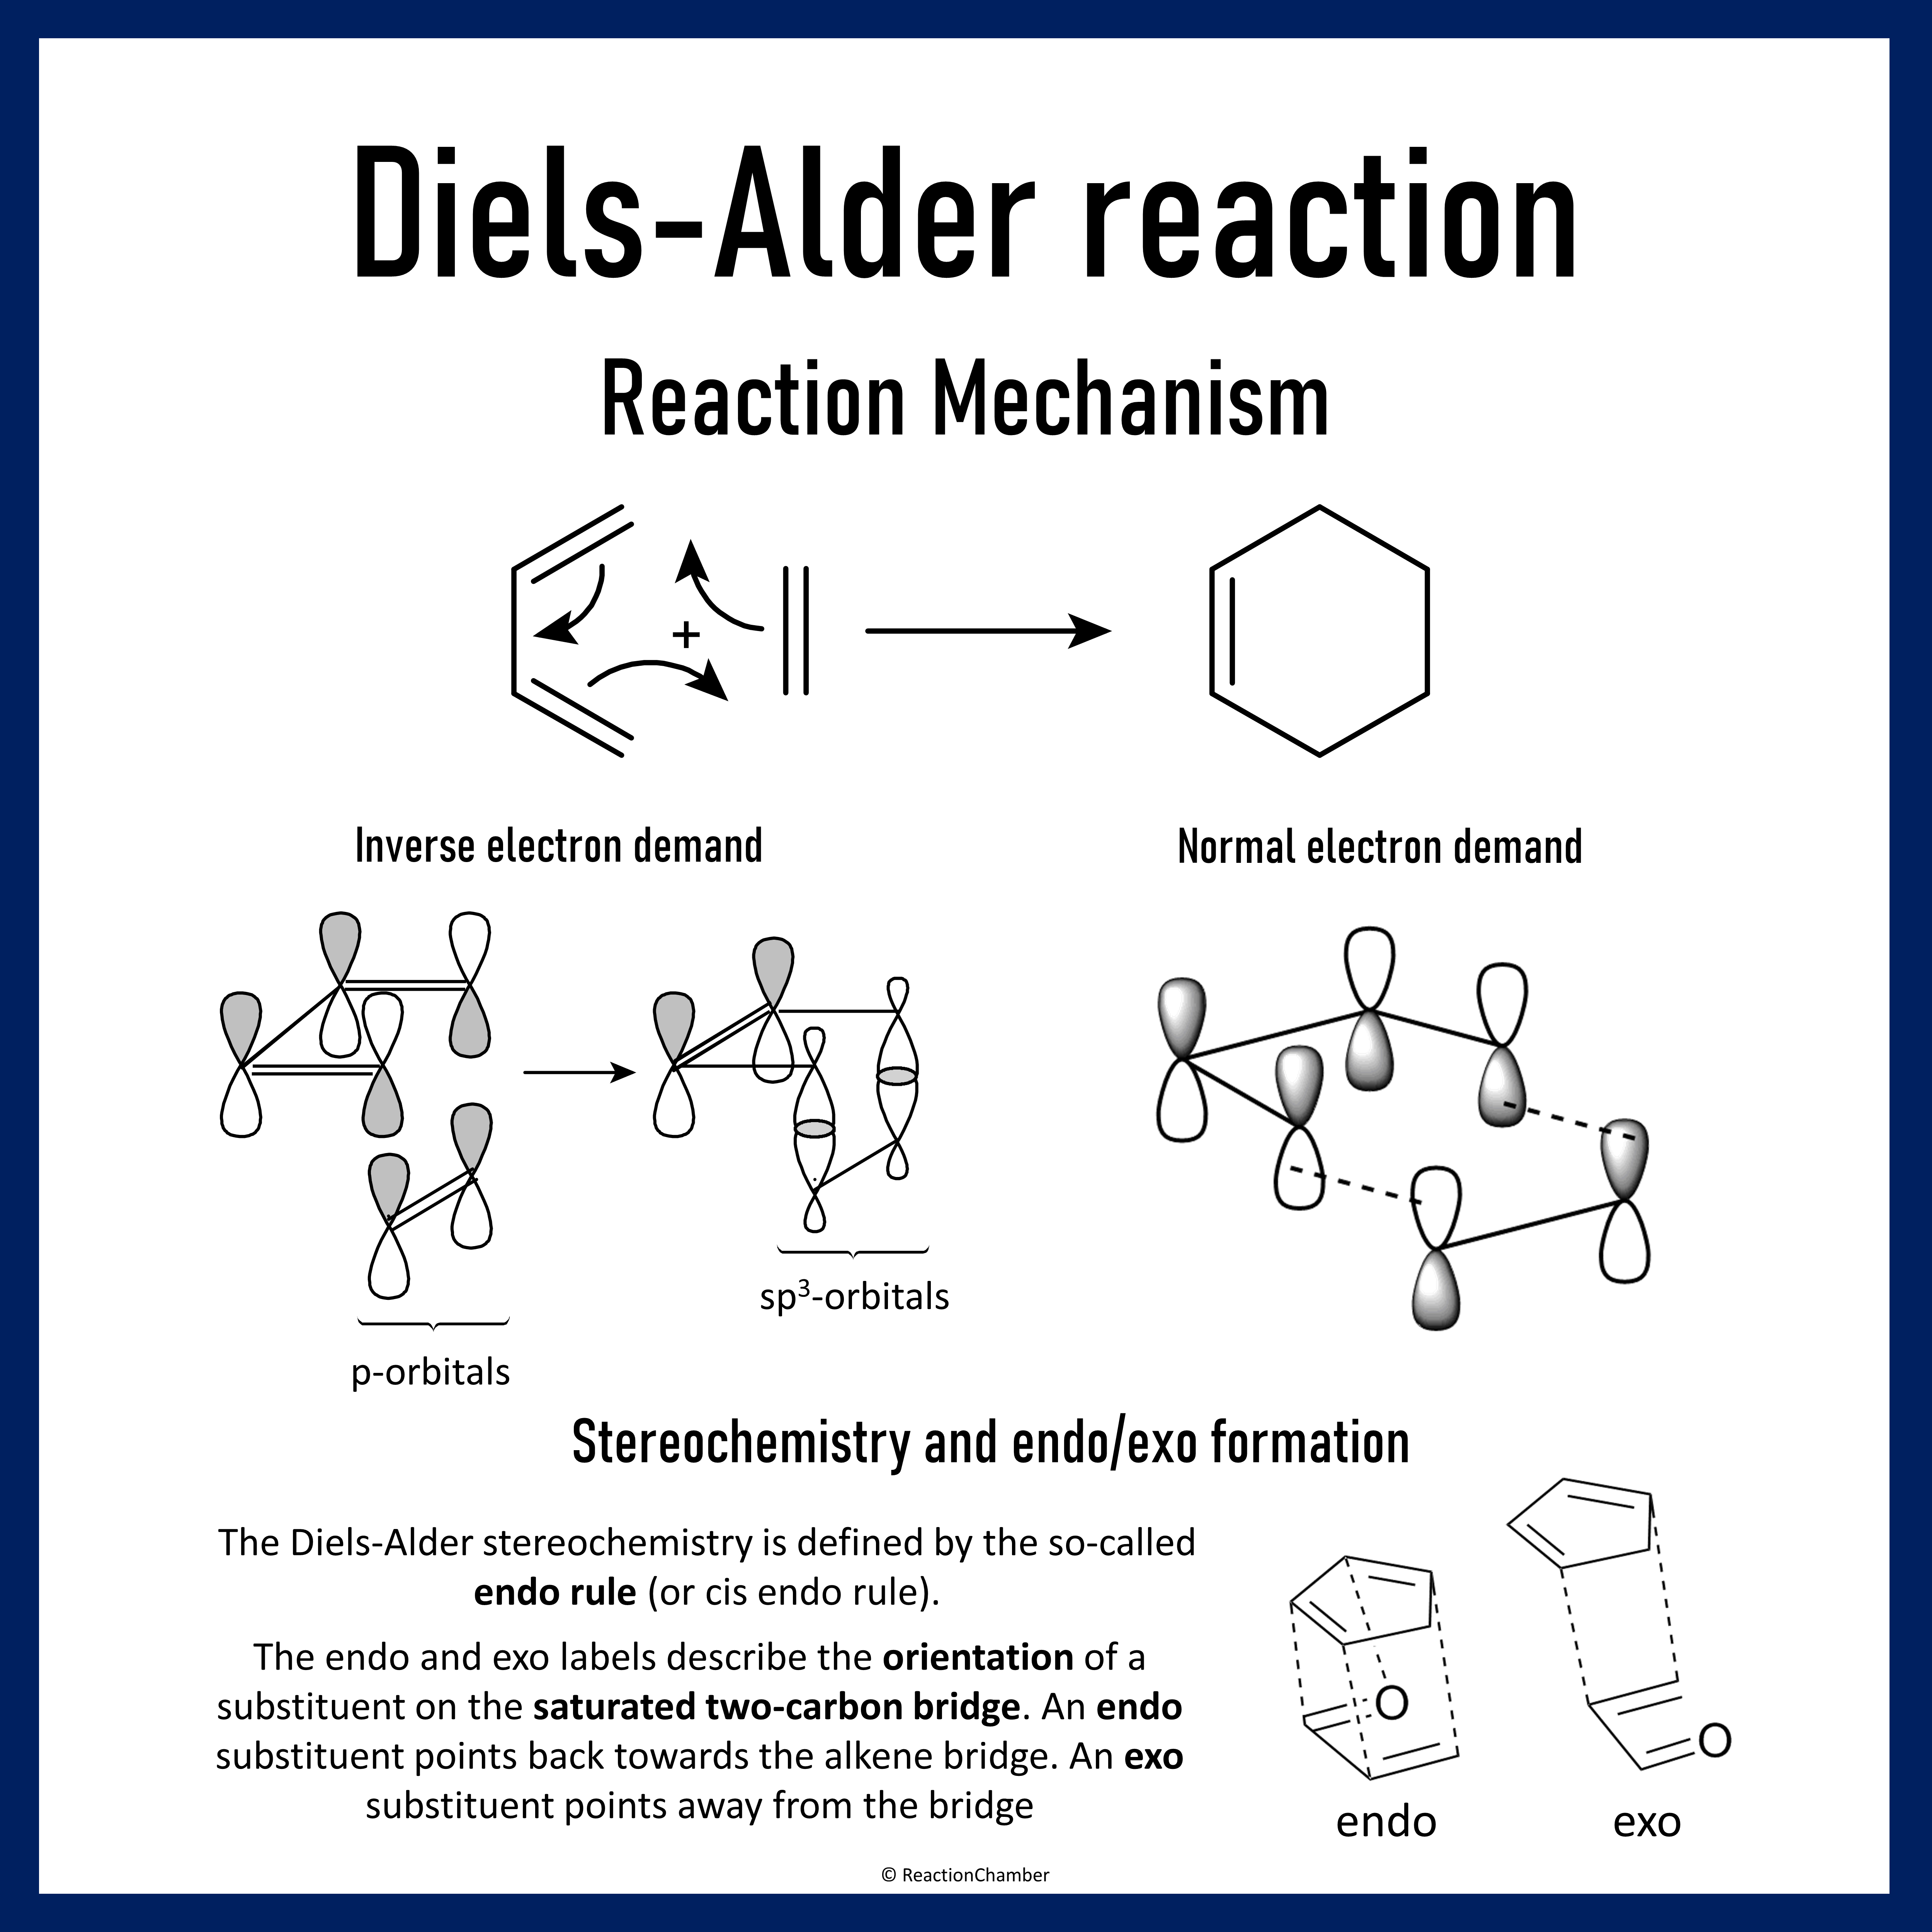 Diels-Alder reaction
Reaction Mechanism
+
Inverse electron demand
Normal electron demand
sp³-orbitals
p-orbitals
Stereochemistry and endo/exo formation
The Diels-Alder stereochemistry is defined by the so-called
endo rule (or cis endo rule).
The endo and exo labels describe the orientation of a
substituent on the saturated two-carbon bridge. An endo
substituent points back towards the alkene bridge. An exo
substituent points away from the bridge
O
O
endo
exo
© ReactionChamber